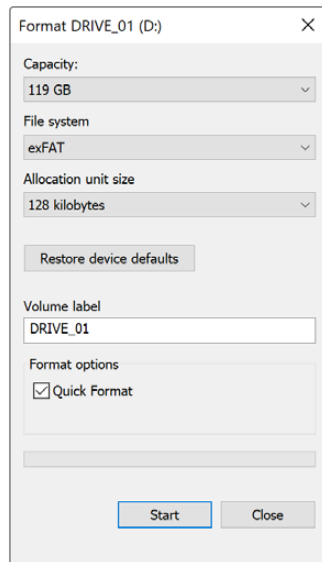 Format DRIVE_01 (D:)
Capacity:
119 GB
File system
exFAT
Allocation unit size
128 kilobytes
Restore device defaults
Volume label
DRIVE_01
Format options
Quick Format
Start Close